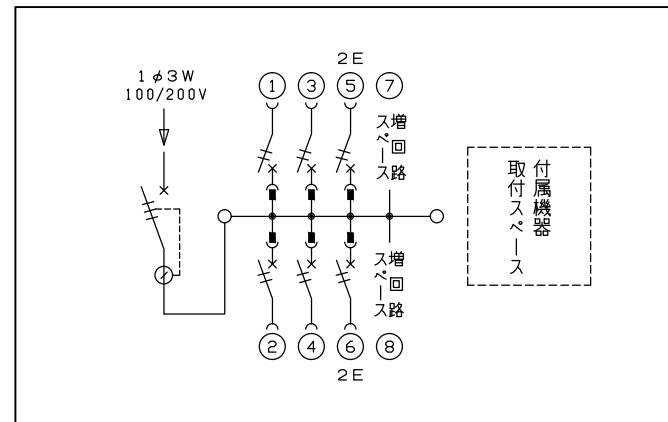 1φ3W
100/200V
2E
① ③ ⑤ ⑦
増回路
スペース
付属機器
取付スペース
増回路
スペース
② ④ ⑥ ⑧
2E